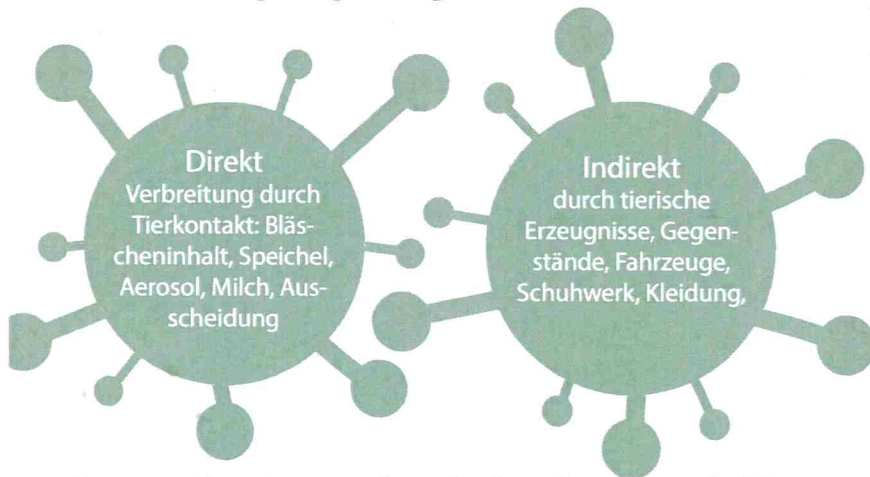 Direkt
Verbreitung durch
Tierkontakt: Bläs-
cheninhalt, Speichel,
Aerosol, Milch, Aus-
scheidung
Indirekt
durch tierische
Erzeugnisse, Gegen-
stände, Fahrzeuge,
Schuhwerk, Kleidung,